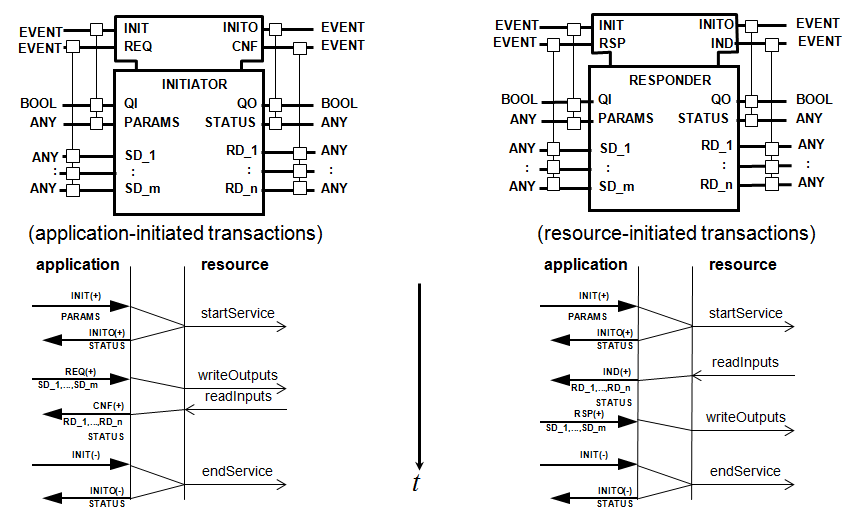 EVENT INIT INITO EVENT
EVENT REQ CNF EVENT
INITIATOR
BOOL QI QO BOOL
ANY PARAMS STATUS ANY
ANY SD_1 RD_1 ANY
: : : :
ANY SD_m RD_n ANY
(application-initiated transactions)
application resource
INIT(+)
PARAMS
startService
INITO(+)
STATUS
REQ(+)
SD_1,...,SD_m
writeOutputs
readInputs
CNF(+)
RD_1,...,RD_n
STATUS
INIT(-)
endService
INITO(-)
STATUS
t
EVENT INIT INITO EVENT
EVENT RSP IND EVENT
RESPONDER
BOOL QI QO BOOL
ANY PARAMS STATUS ANY
ANY SD_1 RD_1 ANY
: : : :
ANY SD_m RD_n ANY
(resource-initiated transactions)
application resource
INIT(+)
PARAMS
startService
INITO(+)
STATUS
readInputs
IND(+)
RD_1,...,RD_n
STATUS
RSP(+)
SD_1,...,SD_m
writeOutputs
INIT(-)
endService
INITO(-)
STATUS